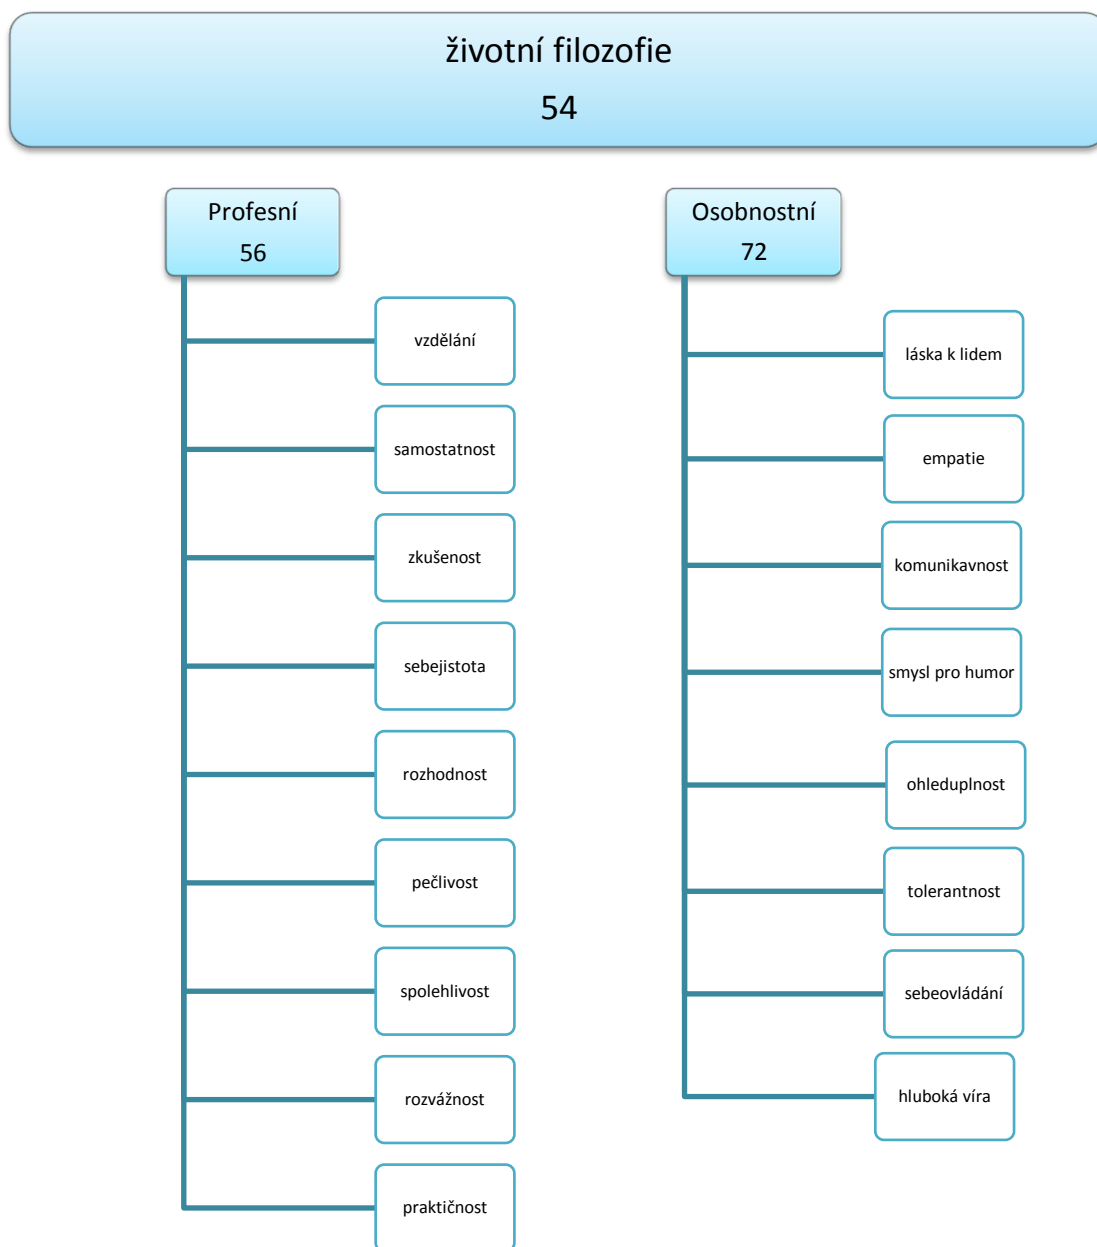 životní filozofie
54
Profesní
56
vzdělání
samostatnost
zkušenost
sebejistota
rozhodnost
pečlivost
spolehlivost
rozvážnost
praktičnost
Osobnostní
72
láska k lidem
empatie
komunikavnost
smysl pro humor
ohleduplnost
tolerantnost
sebeovládání
hluboká víra